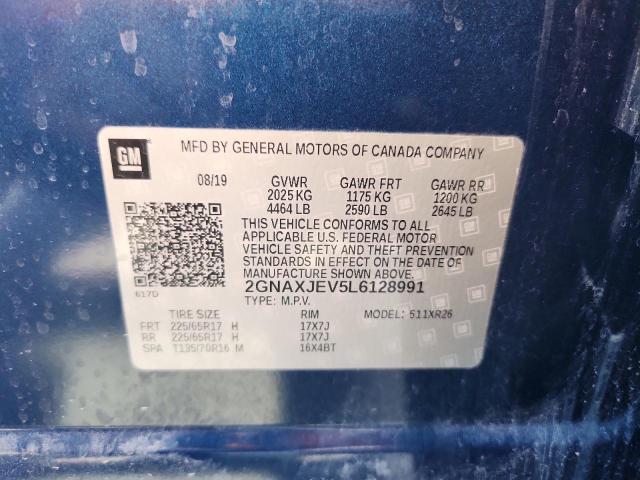 GM
MFD BY GENERAL MOTORS OF CANADA COMPANY
08/19 GVWR GAWR FRT GAWR RR
2025 KG 1175 KG 1200 KG
4464 LB 2590 LB 2645 LB
THIS VEHICLE CONFORMS TO ALL
APPLICABLE U.S. FEDERAL MOTOR
VEHICLE SAFETY AND THEFT PREVENTION
STANDARDS IN EFFECT ON THE DATE OF
MANUFACTURE SHOWN ABOVE.
617D 2GNAXJEV5L6128991
TYPE: M.P.V.
TIRE SIZE RIM MODEL: 511XR26
FRT 225/65R17 H 17X7J
RR 225/65R17 H 17X7J
SPA T135/70R16 M 16X4BT